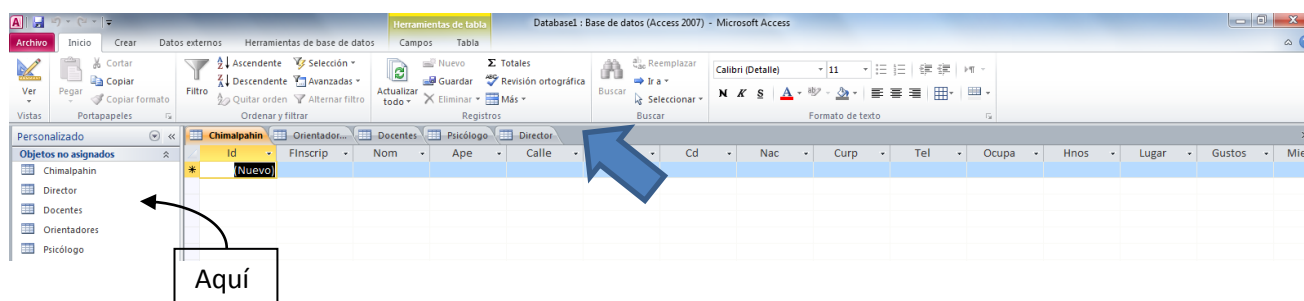 Herramientas de tabla
Database1 : Base de datos (Access 2007) - Microsoft Access
Archivo Inicio Crear Datos externos Herramientas de base de datos Campos Tabla
Ver
Vistas
Pegar
Cortar
Copiar
Copiar formato
Portapapeles
Filtro
Ascendente
Descendente
Quitar orden
Selección
Avanzadas
Alternar filtro
Ordenar y filtrar
Actualizar todo
Nuevo
Guardar
Eliminar
Σ Totales
Revisión ortográfica
Más
Registros
Buscar
Reemplazar
Ir a
Seleccionar
Buscar
Calibri (Detalle) 11
N K S A
Formato de texto
Personalizado
Objetos no asignados
Chimalpahin
Director
Docentes
Orientadores
Psicólogo
Chimalpahin Orientador... Docentes Psicólogo Director
Id FInscrip Nom Ape Calle Cd Nac Curp Tel Ocupa Hnos Lugar Gustos Mie
(Nuevo)
Aquí